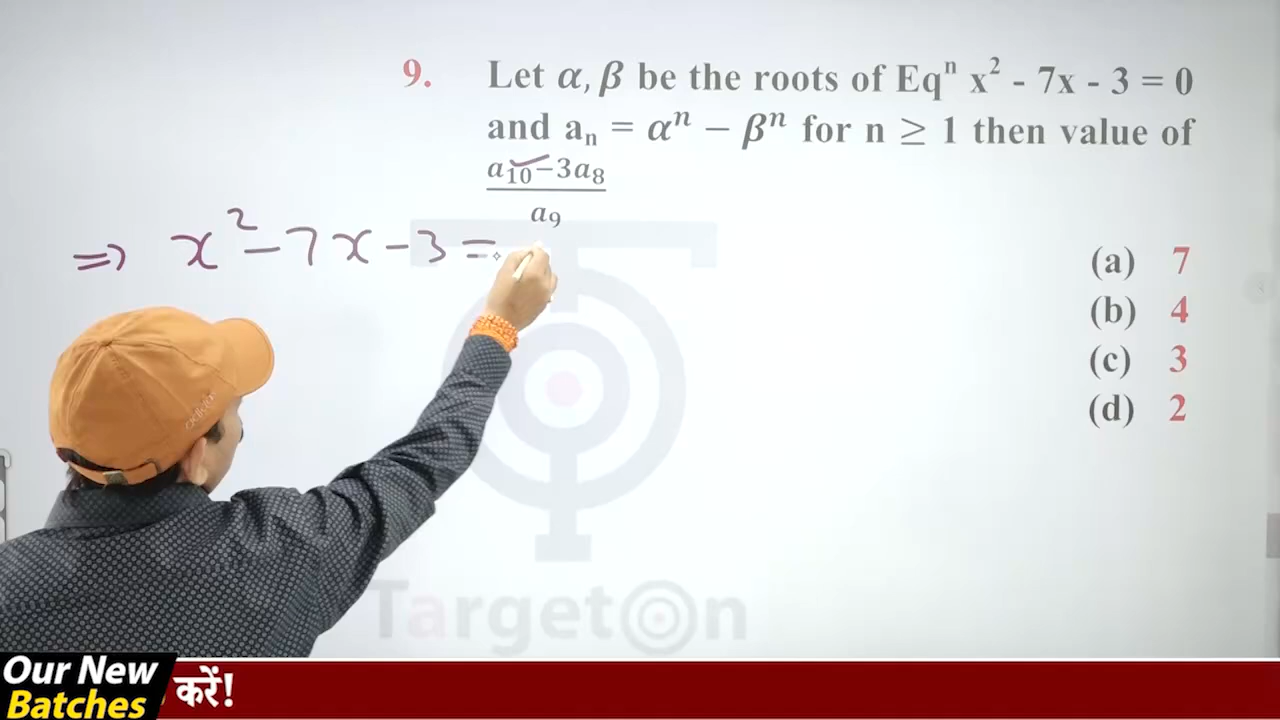 9. Let α, β be the roots of Eqⁿ x² - 7x - 3 = 0
and aₙ = αⁿ − βⁿ for n ≥ 1 then value of
a₁₀−3a₈
a₉
⇒ x² − 7x − 3 =
(a) 7
(b) 4
(c) 3
(d) 2
adidas
TargetOn
Our New
Batches
करें!